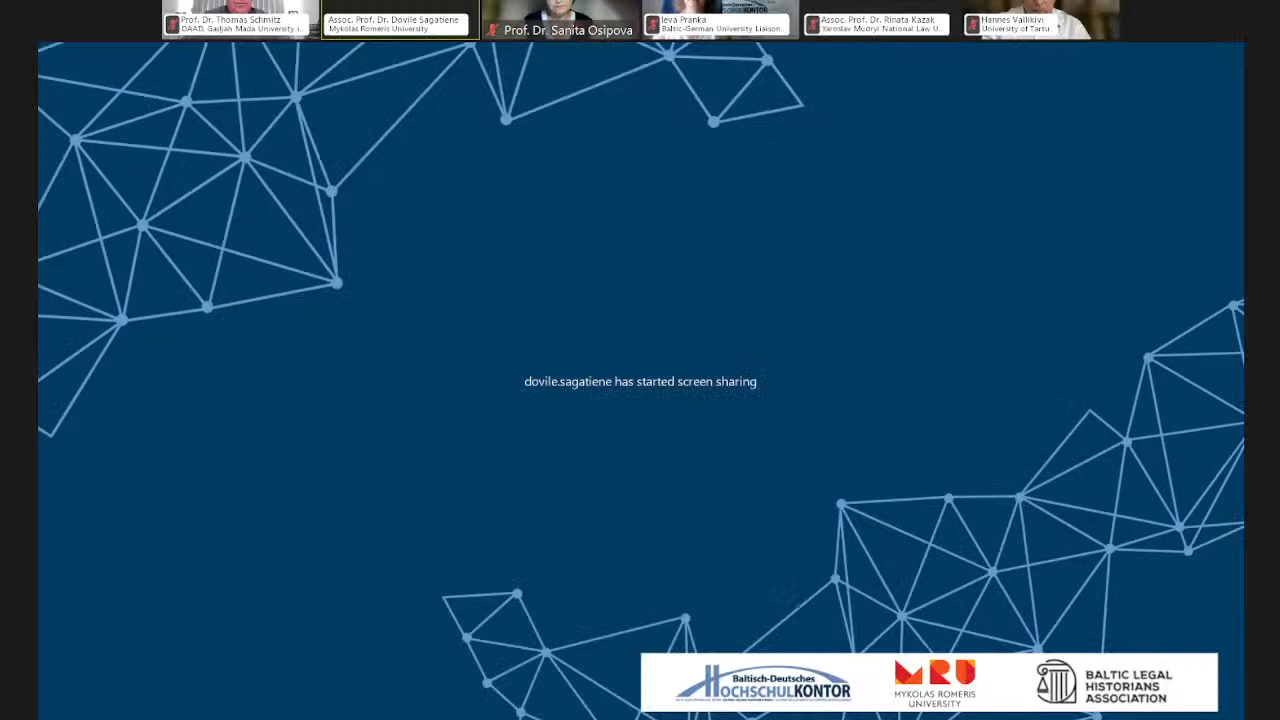 Prof. Dr. Thomas Schmitz
DAAD, Gadjah Mada University i...
Assoc. Prof. Dr. Dovile Sagatiene
Mykolas Romeris University
Prof. Dr. Sanita Osipova
Ieva Pranka
Baltic-German University Liaison...
Assoc. Prof. Dr. Rinata Kazak
Yaroslav Mudryi National Law U...
Hannes Vallikivi
University of Tartu
HOCHSCHULKONTOR
dovile.sagatiene has started screen sharing
Baltisch-Deutsches
HOCHSCHULKONTOR
MRU
MYKOLAS ROMERIS
UNIVERSITY
BALTIC LEGAL
HISTORIANS
ASSOCIATION